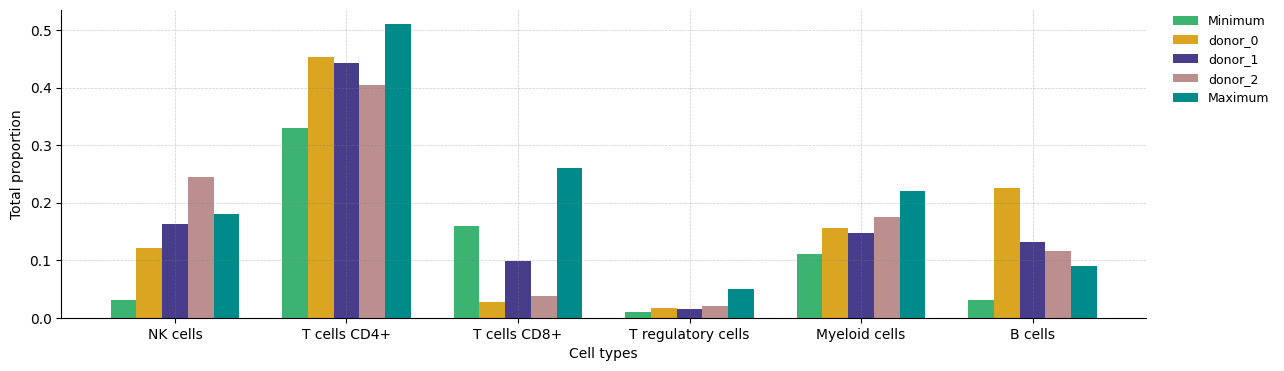 Total proportion
0.5
0.4
0.3
0.2
0.1
0.0
NK cells
T cells CD4+
T cells CD8+
T regulatory cells
Myeloid cells
B cells
Cell types
Minimum
donor_0
donor_1
donor_2
Maximum